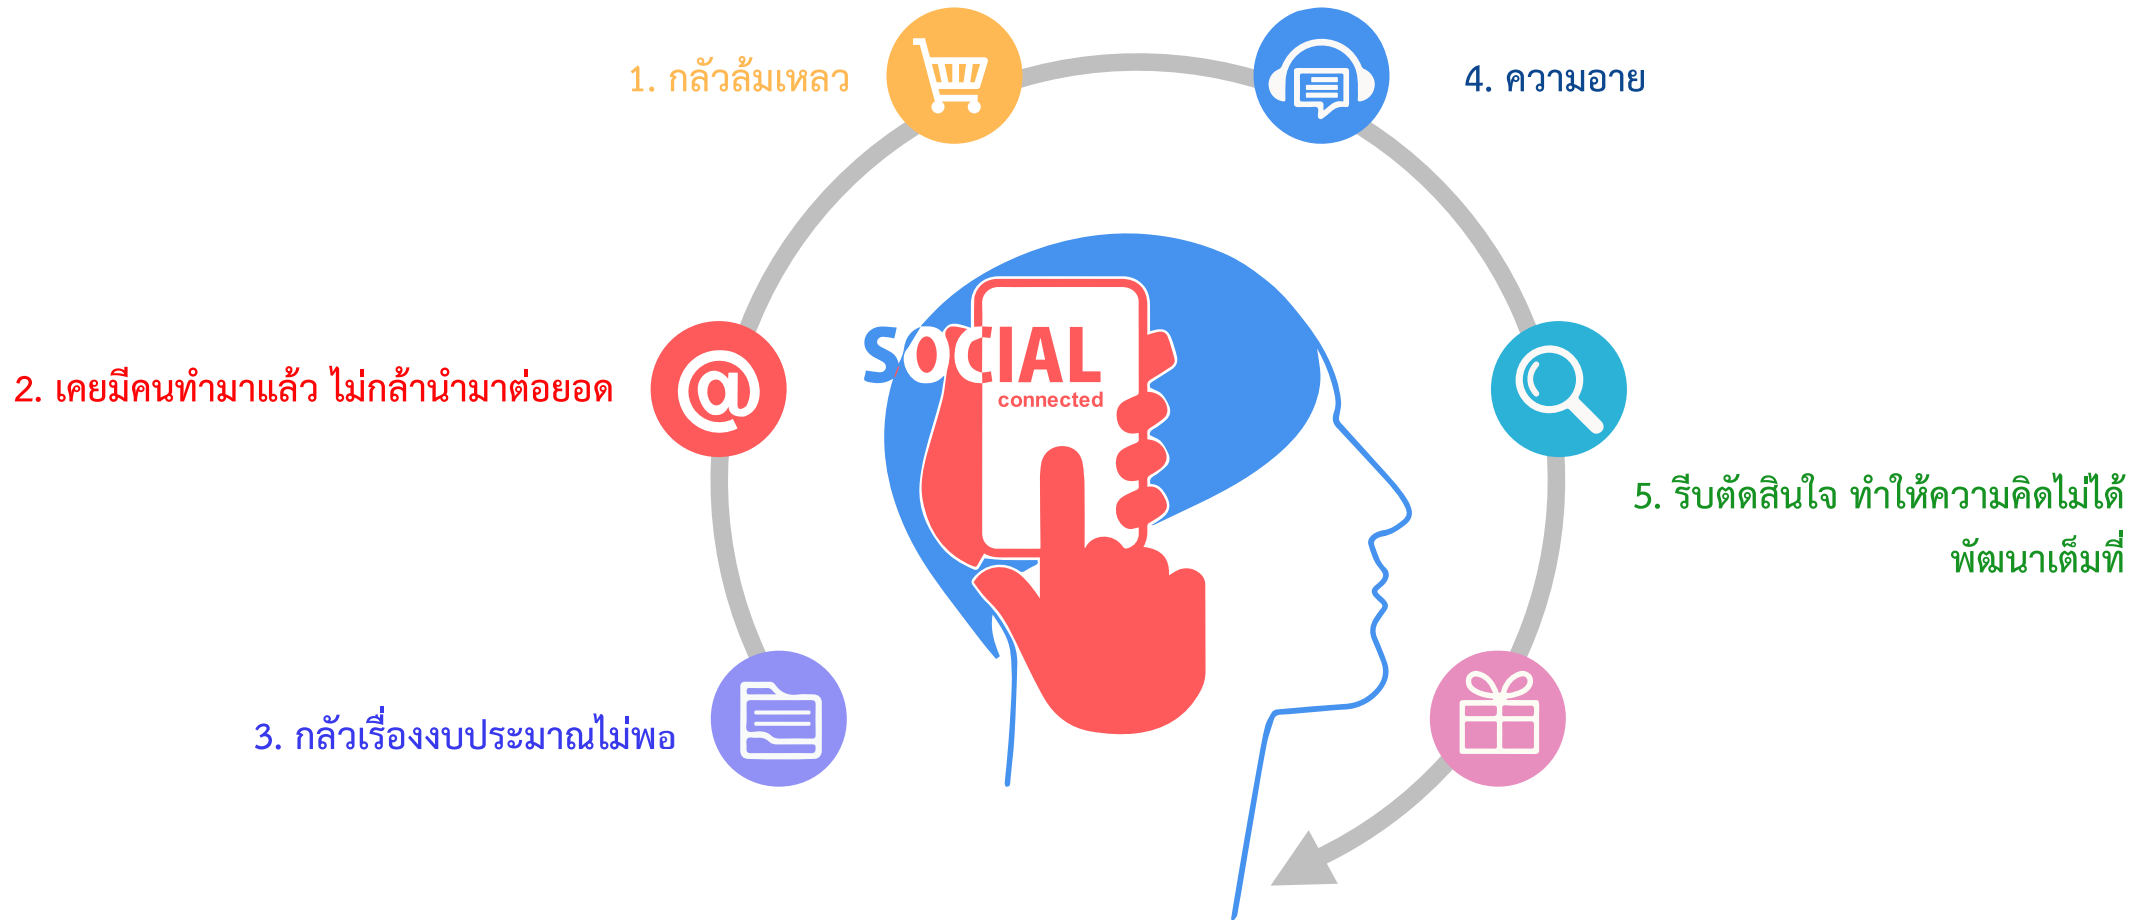 1. กลัวล้มเหลว
2. เคยมีคนทำมาแล้ว ไม่กล้านำมาต่อยอด
3. กลัวเรื่องงบประมาณไม่พอ
4. ความอาย
5. รีบตัดสินใจ ทำให้ความคิดไม่ได้
พัฒนาเต็มที่
SOCIAL
connected
@